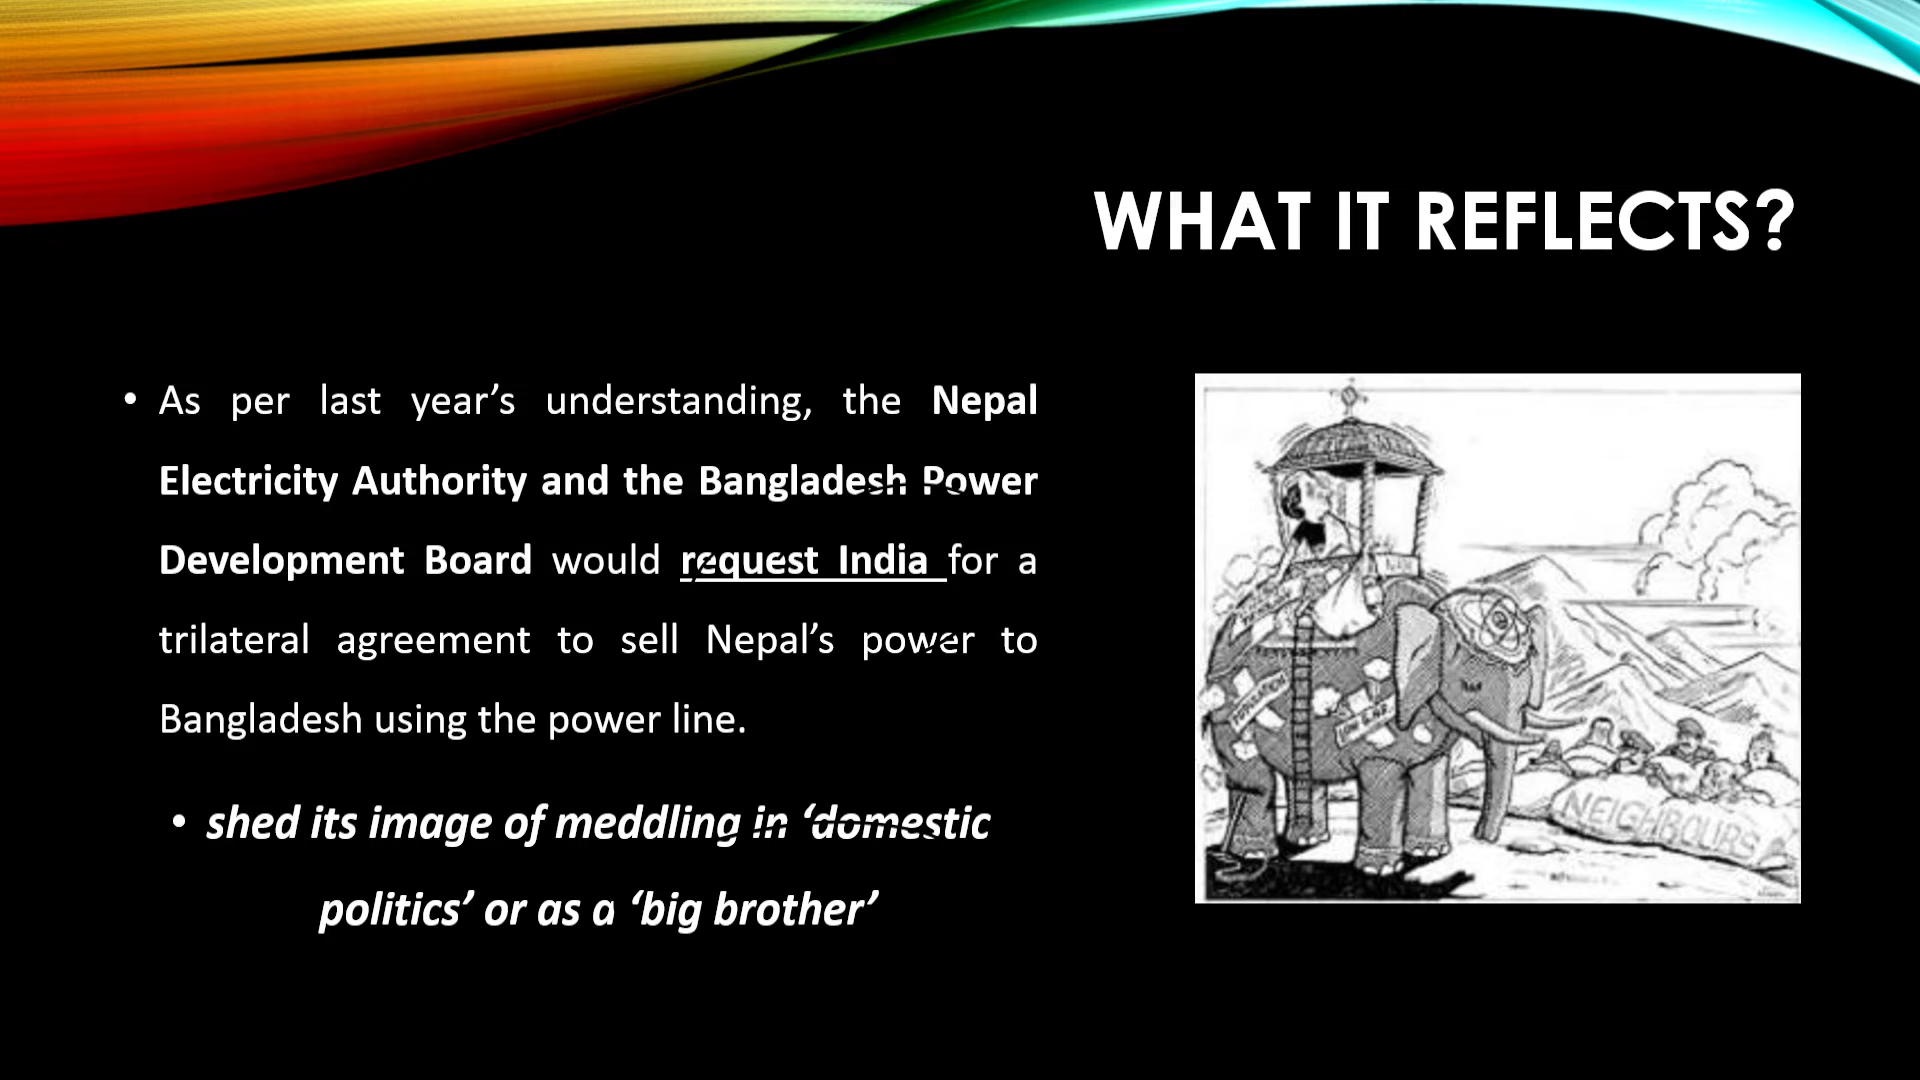 WHAT IT REFLECTS?
• As per last year’s understanding, the Nepal
Electricity Authority and the Bangladesh Power
Development Board would request India for a
trilateral agreement to sell Nepal’s power to
Bangladesh using the power line.
• shed its image of meddling in ‘domestic
politics’ or as a ‘big brother’
POPULATION
NEIGHBOURS